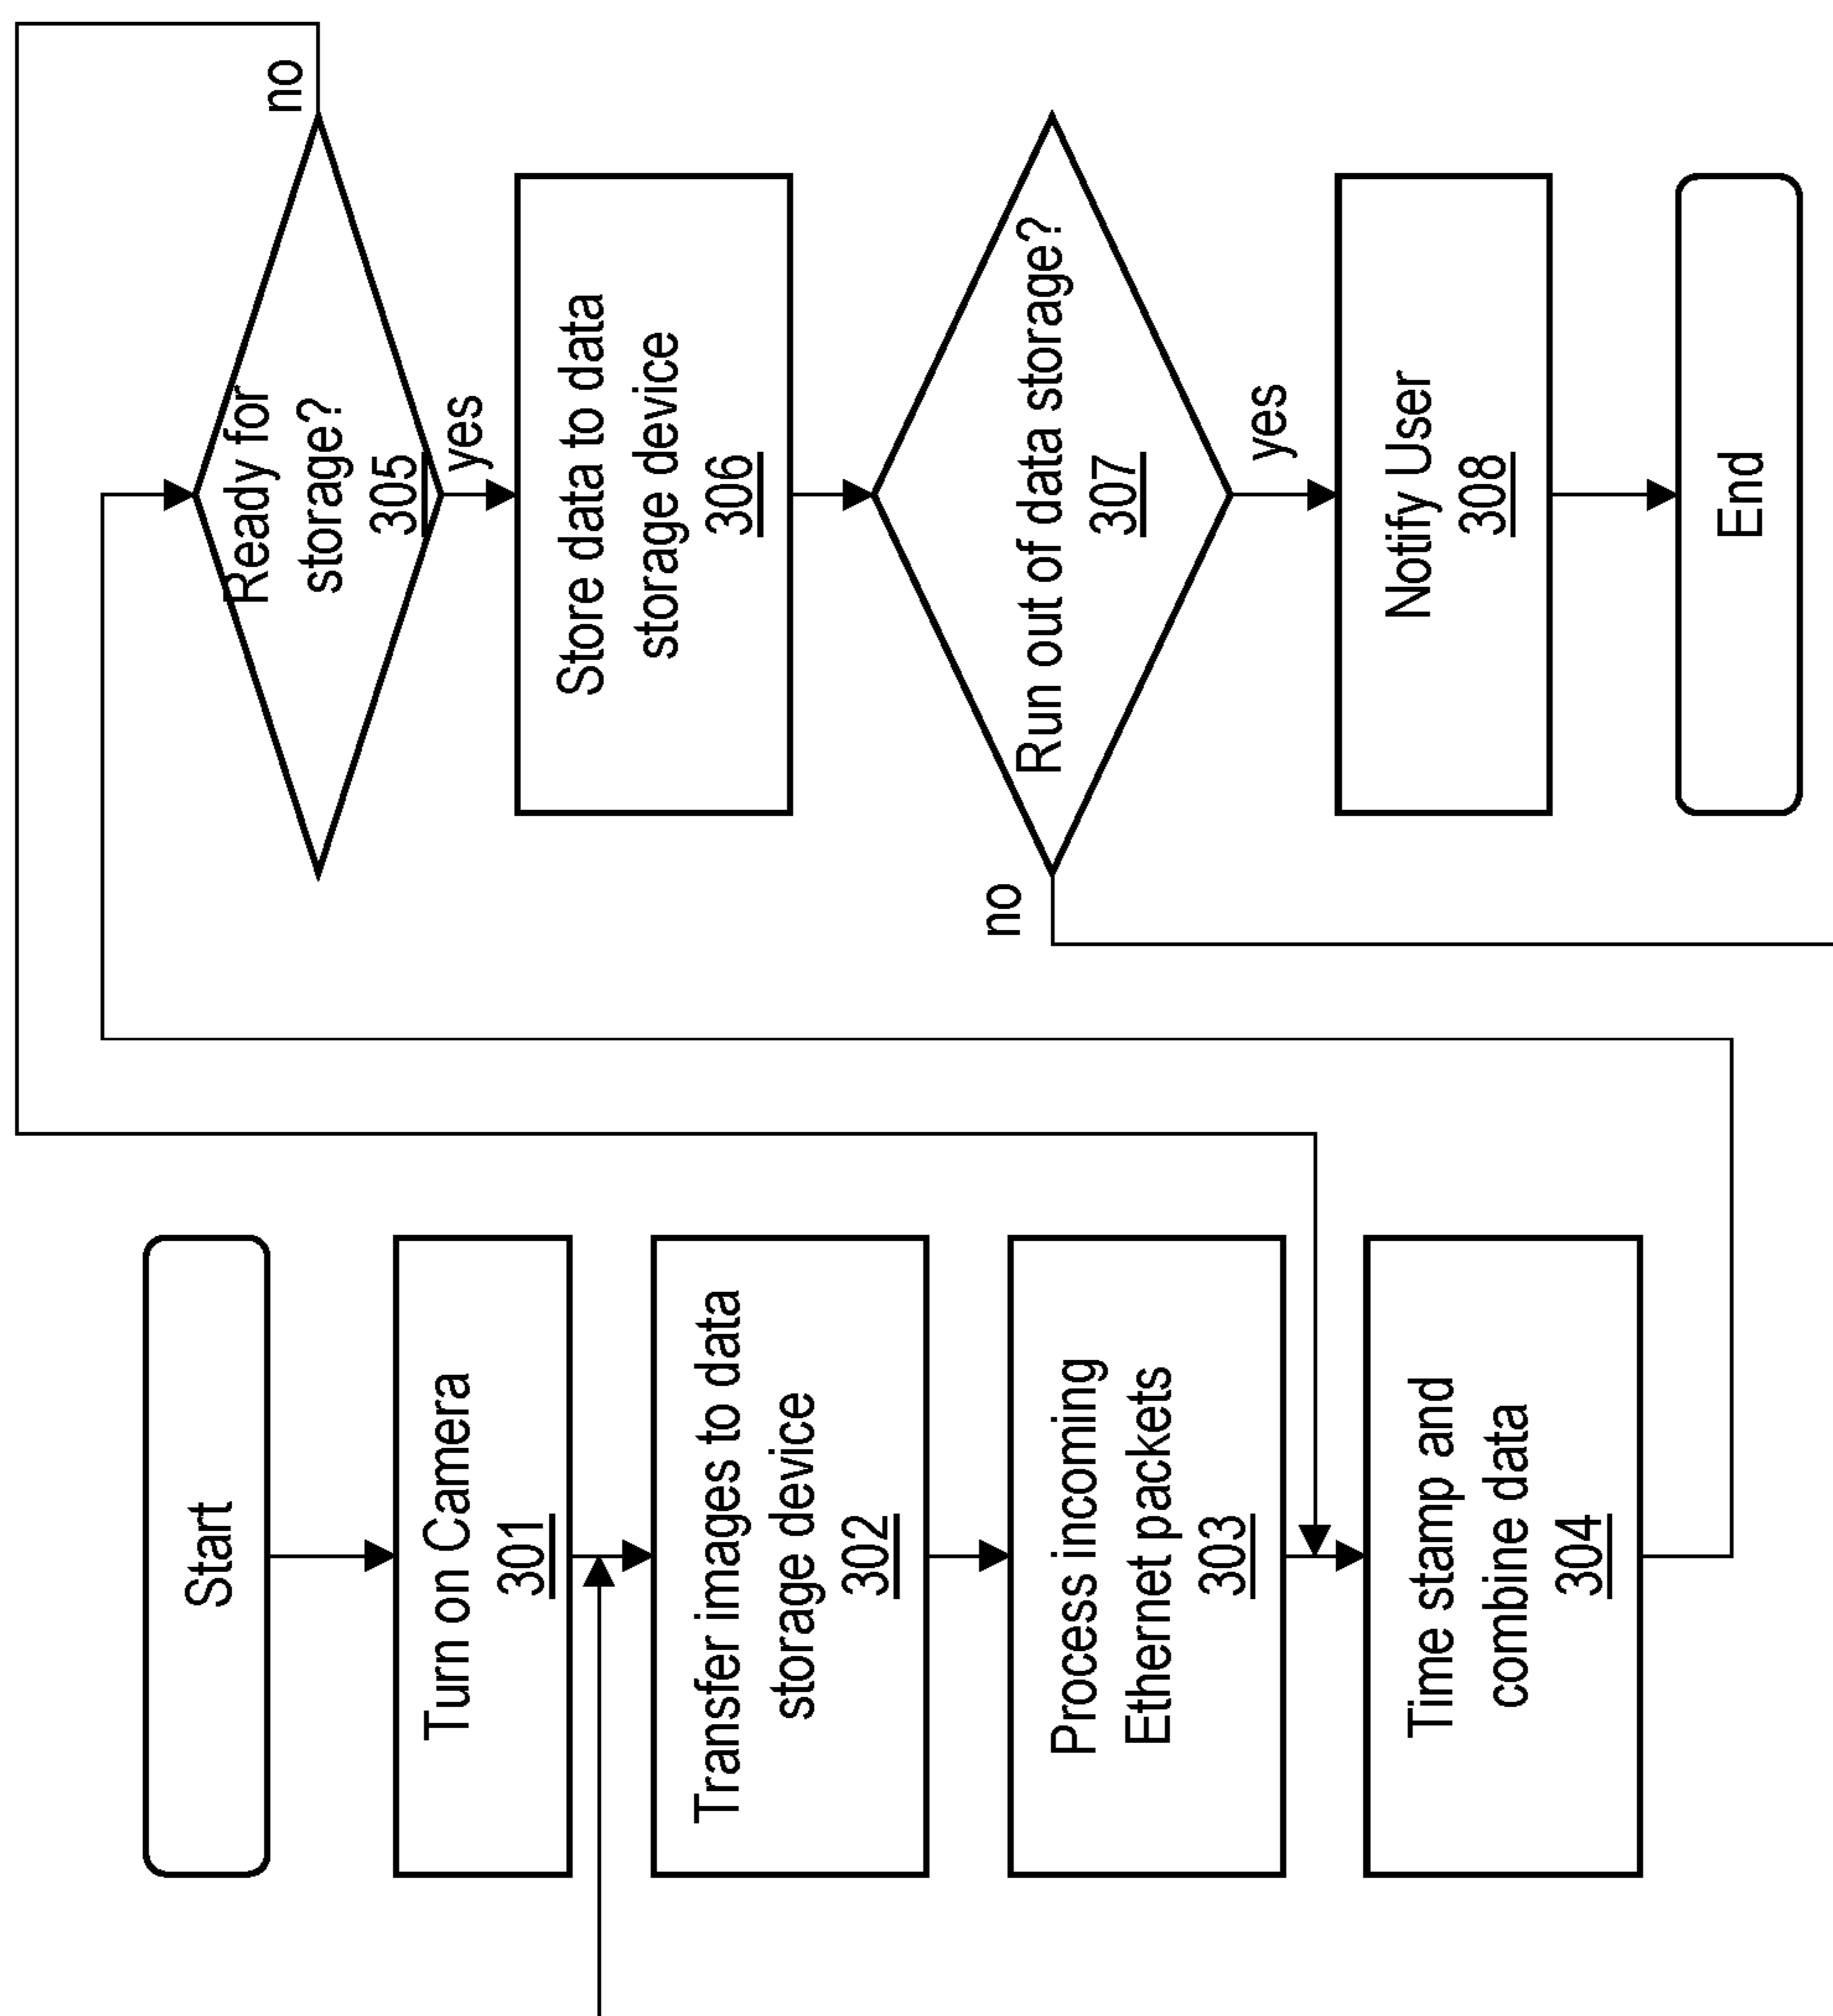 Start
Turn on Camera
301
Transfer images to data
storage device
302
Process incoming
Ethernet packets
303
Time stamp and
combine data
304
Ready for
storage?
305
no
yes
Store data to data
storage device
306
Run out of data storage?
307
no
yes
Notify User
308
End